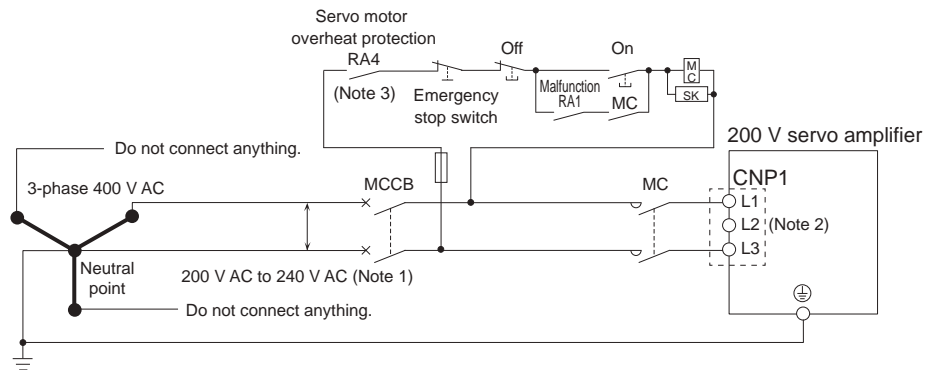 Servo motor
overheat protection
RA4
(Note 3)
Emergency
stop switch
Off
On
Malfunction
RA1
MC
M
C
SK
200 V servo amplifier
Do not connect anything.
3-phase 400 V AC
MCCB
MC
CNP1
L1
L2 (Note 2)
L3
Neutral
point
200 V AC to 240 V AC (Note 1)
Do not connect anything.